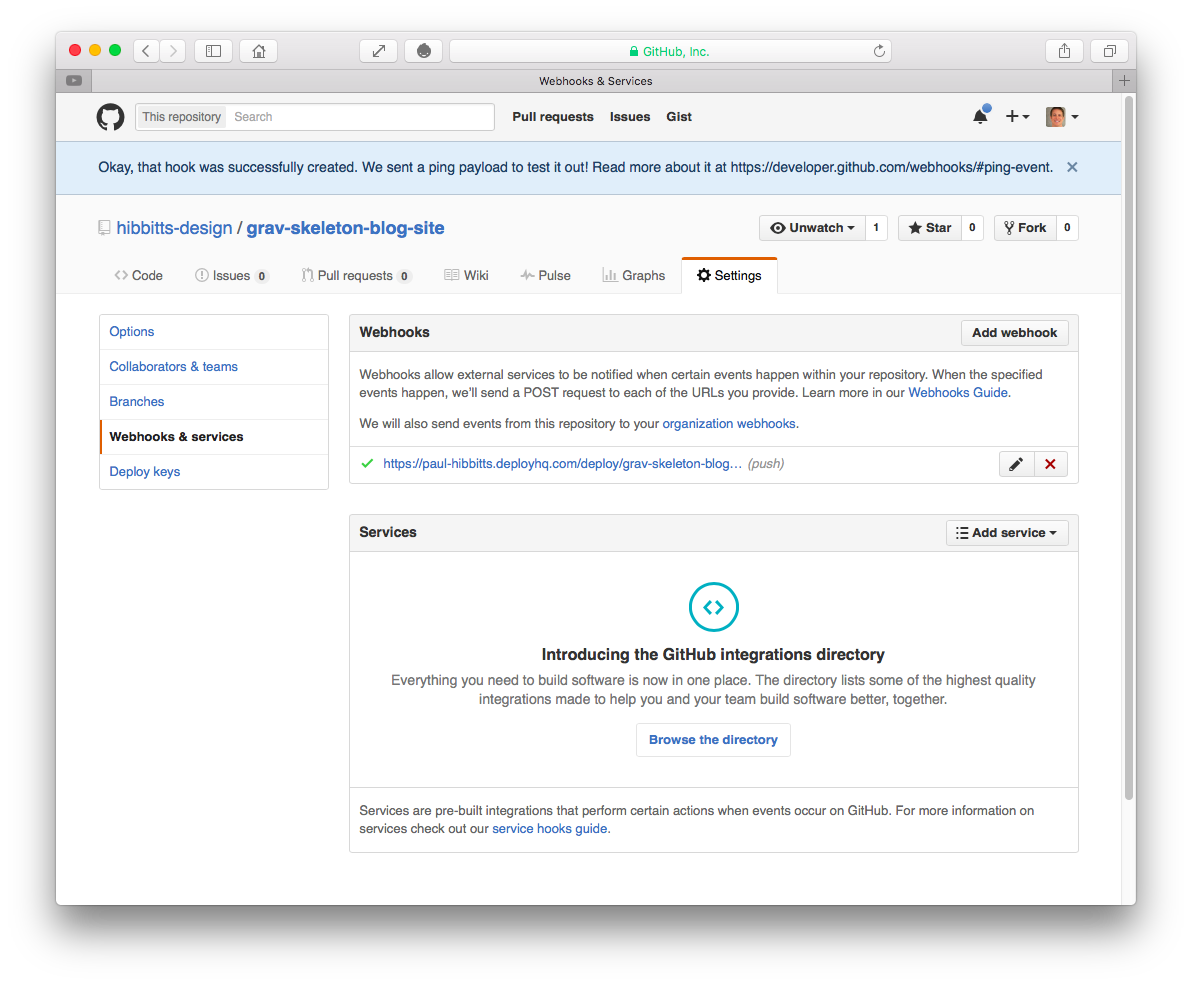 GitHub, Inc.
Webhooks & Services
This repository Search Pull requests Issues Gist
Okay, that hook was successfully created. We sent a ping payload to test it out! Read more about it at https://developer.github.com/webhooks/#ping-event.
hibbitts-design / grav-skeleton-blog-site
Unwatch 1 Star 0 Fork 0
Code Issues 0 Pull requests 0 Wiki Pulse Graphs Settings
Options
Collaborators & teams
Branches
Webhooks & services
Deploy keys
Webhooks
Add webhook
Webhooks allow external services to be notified when certain events happen within your repository. When the specified
events happen, we'll send a POST request to each of the URLs you provide. Learn more in our Webhooks Guide.
We will also send events from this repository to your organization webhooks.
https://paul-hibbitts.deployhq.com/deploy/grav-skeleton-blog… (push)
Services
Add service
Introducing the GitHub integrations directory
Everything you need to build software is now in one place. The directory lists some of the highest quality
integrations made to help you and your team build software better, together.
Browse the directory
Services are pre-built integrations that perform certain actions when events occur on GitHub. For more information on
services check out our service hooks guide.